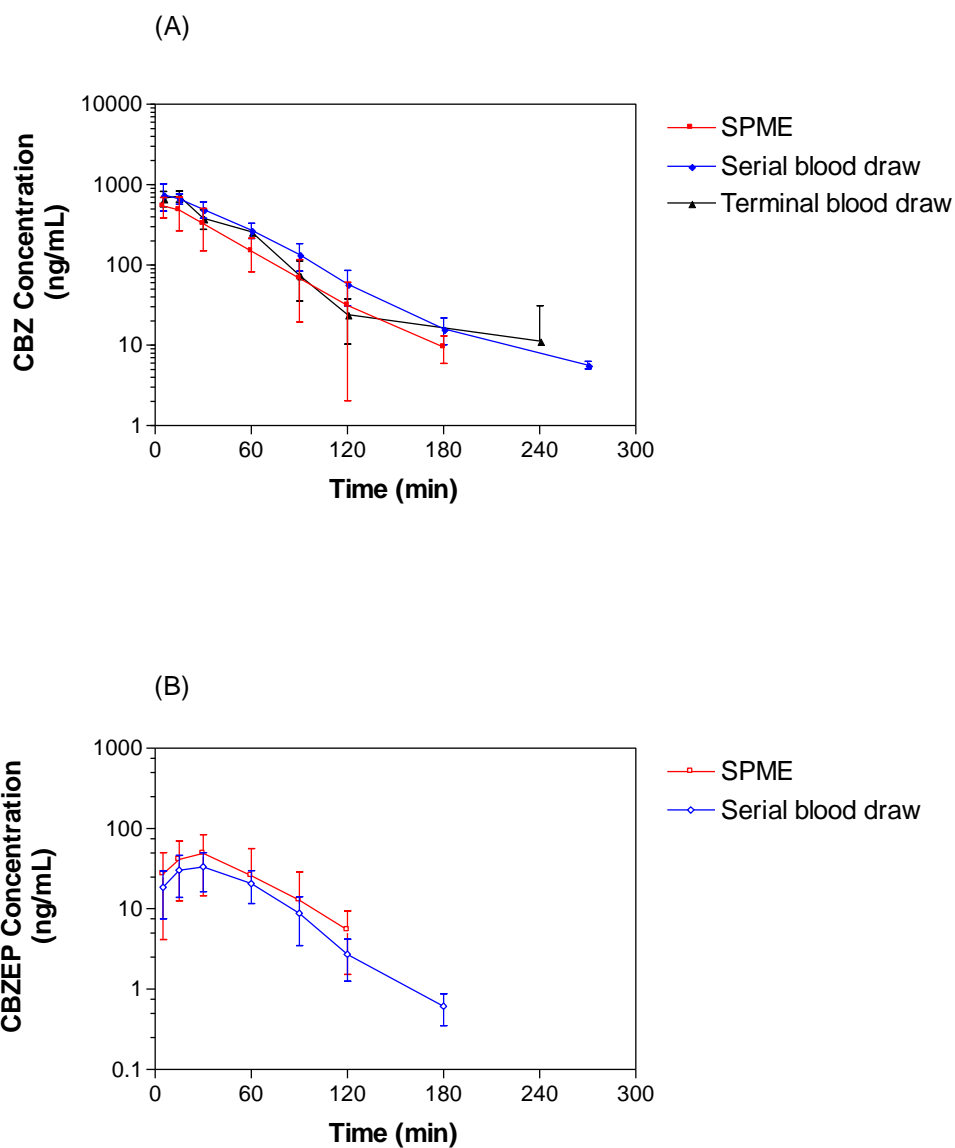 (A)
10000
1000
100
10
1
CBZ Concentration
(ng/mL)
0 60 120 180 240 300
Time (min)
SPME
Serial blood draw
Terminal blood draw
(B)
1000
100
10
1
0.1
CBZEP Concentration
(ng/mL)
0 60 120 180 240 300
Time (min)
SPME
Serial blood draw